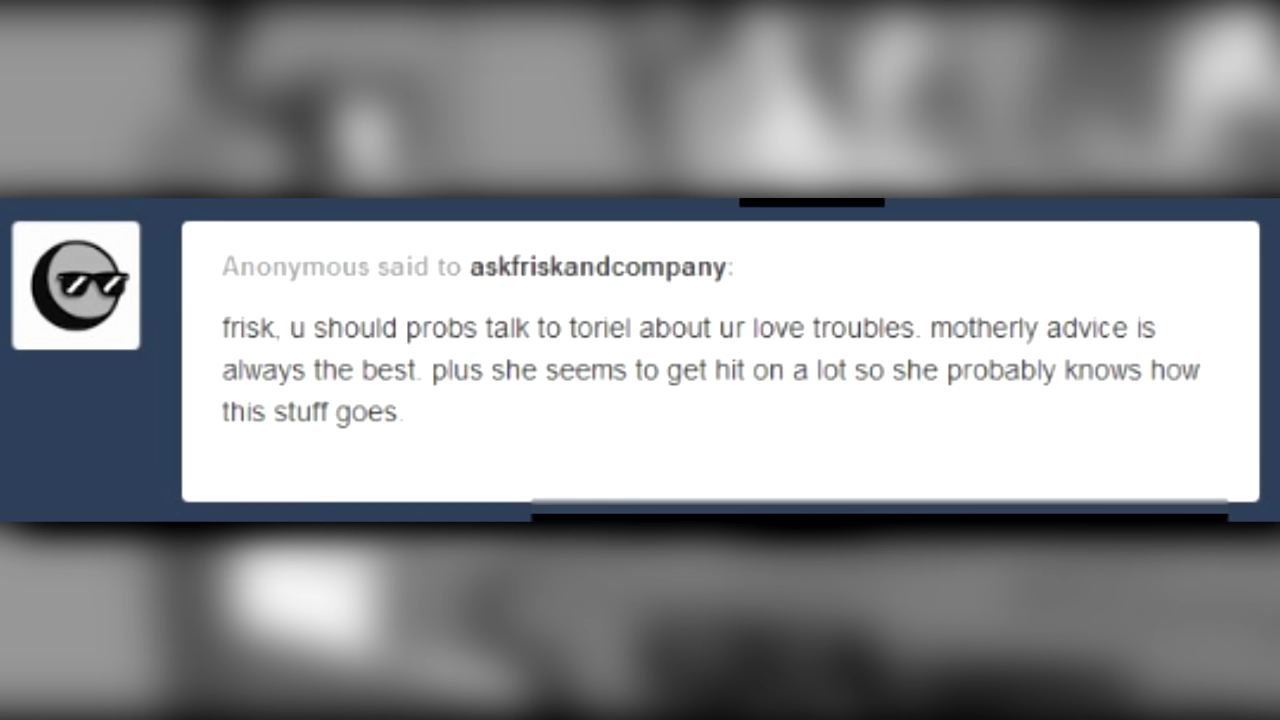 Anonymous said to askfriskandcompany:
frisk, u should probs talk to toriel about ur love troubles. motherly advice is
always the best. plus she seems to get hit on a lot so she probably knows how
this stuff goes.